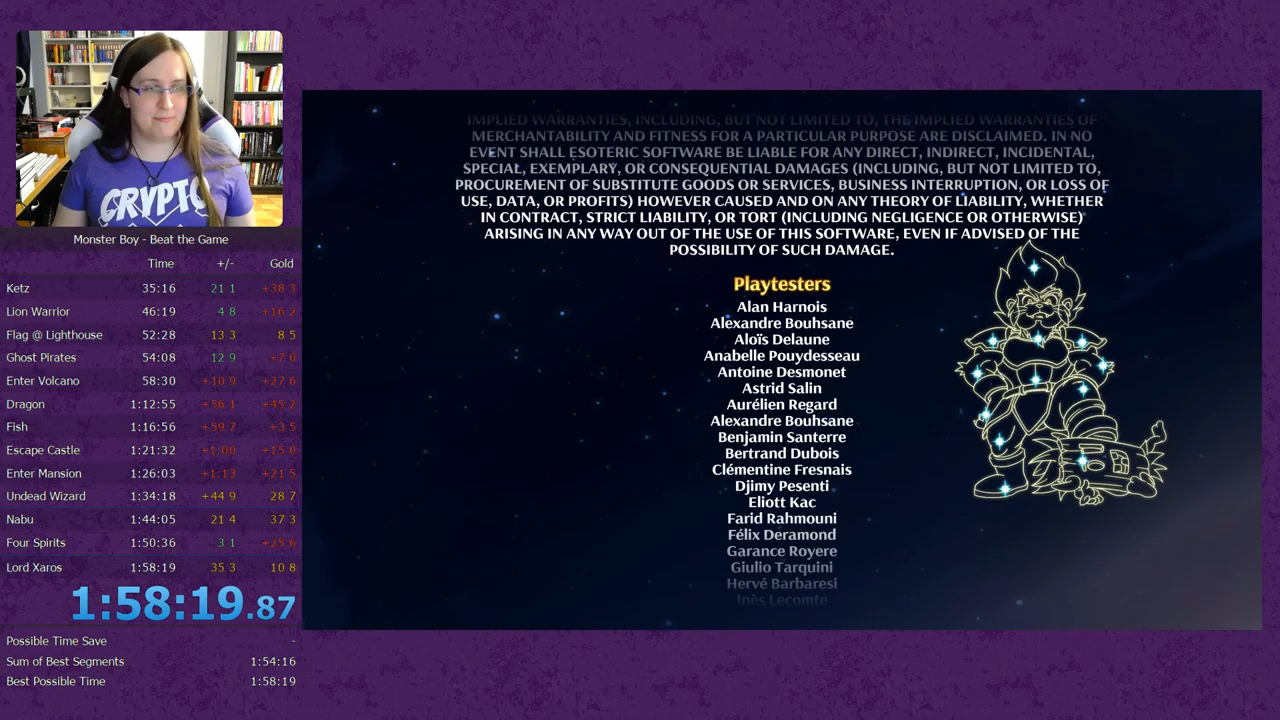 CRYPTO
Monster Boy - Beat the Game
Time +/- Gold
Ketz 35:16 21 1 +38 3
Lion Warrior 46:19 4 8 +16 2
Flag @ Lighthouse 52:28 13 3 8 5
Ghost Pirates 54:08 12 9 +7 0
Enter Volcano 58:30 +10 9 +27 6
Dragon 1:12:55 +56 1 +45 2
Fish 1:16:56 +59 7 +3 5
Escape Castle 1:21:32 +1:00 +15 0
Enter Mansion 1:26:03 +1:13 +21 5
Undead Wizard 1:34:18 +44 9 28 7
Nabu 1:44:05 21 4 37 3
Four Spirits 1:50:36 3 1 +25 6
Lord Xaros 1:58:19 35 3 10 8
1:58:19.87
Possible Time Save -
Sum of Best Segments 1:54:16
Best Possible Time 1:58:19
IMPLIED WARRANTIES, INCLUDING, BUT NOT LIMITED TO, THE IMPLIED WARRANTIES OF
MERCHANTABILITY AND FITNESS FOR A PARTICULAR PURPOSE ARE DISCLAIMED. IN NO
EVENT SHALL ESOTERIC SOFTWARE BE LIABLE FOR ANY DIRECT, INDIRECT, INCIDENTAL,
SPECIAL, EXEMPLARY, OR CONSEQUENTIAL DAMAGES (INCLUDING, BUT NOT LIMITED TO,
PROCUREMENT OF SUBSTITUTE GOODS OR SERVICES, BUSINESS INTERRUPTION, OR LOSS OF
USE, DATA, OR PROFITS) HOWEVER CAUSED AND ON ANY THEORY OF LIABILITY, WHETHER
IN CONTRACT, STRICT LIABILITY, OR TORT (INCLUDING NEGLIGENCE OR OTHERWISE)
ARISING IN ANY WAY OUT OF THE USE OF THIS SOFTWARE, EVEN IF ADVISED OF THE
POSSIBILITY OF SUCH DAMAGE.
Playtesters
Alan Harnois
Alexandre Bouhsane
Aloïs Delaune
Anabelle Pouydesseau
Antoine Desmonet
Astrid Salin
Aurélien Regard
Alexandre Bouhsane
Benjamin Santerre
Bertrand Dubois
Clémentine Fresnais
Djimy Pesenti
Eliott Kac
Farid Rahmouni
Félix Deramond
Garance Royere
Giulio Tarquini
Hervé Barbaresi
Inès Lecomte